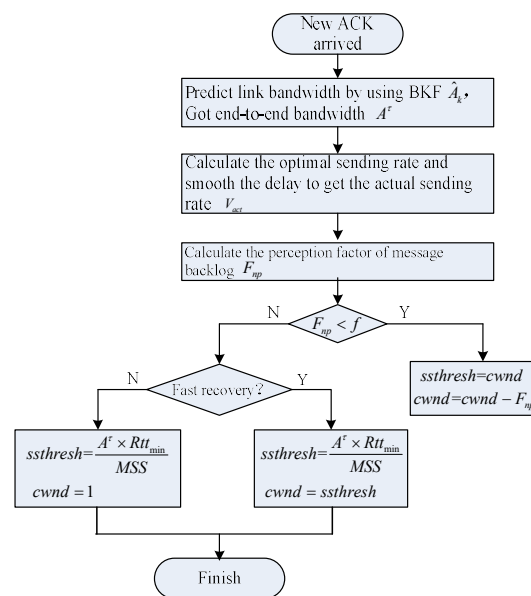 New ACK
arrived
Predict link bandwidth by using BKF Â_k,
Got end-to-end bandwidth A^τ
Calculate the optimal sending rate and
smooth the delay to get the actual sending
rate V_act
Calculate the perception factor of message
backlog F_np
N
F_np < f
Y
ssthresh=cwnd
cwnd=cwnd − F_np
N
Fast recovery?
Y
ssthresh= A^τ × Rtt_min / MSS
cwnd = 1
ssthresh= A^τ × Rtt_min / MSS
cwnd = ssthresh
Finish